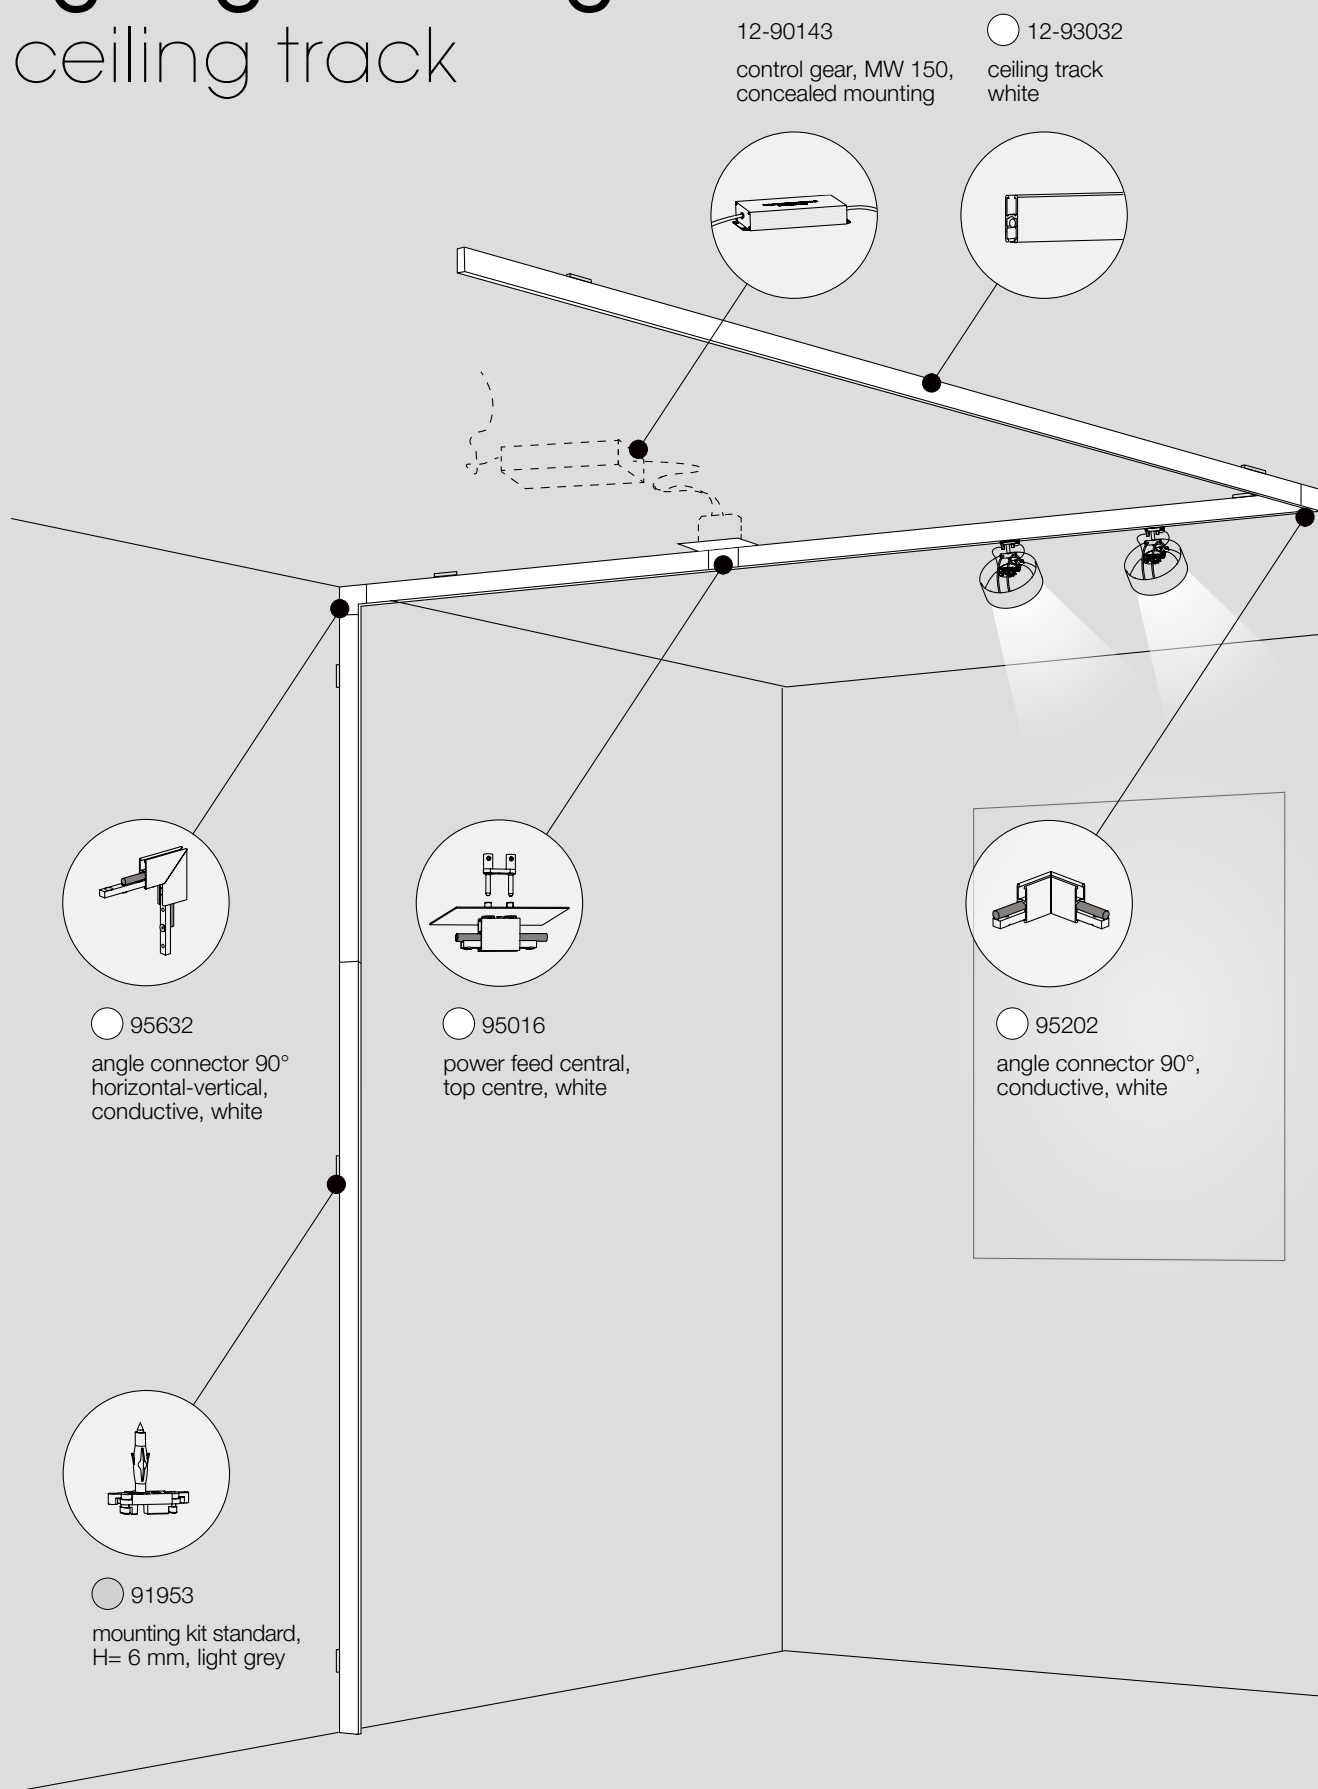 ceiling track
12-90143
control gear, MW 150,
concealed mounting
12-93032
ceiling track
white
95632
angle connector 90°
horizontal-vertical,
conductive, white
95016
power feed central,
top centre, white
95202
angle connector 90°,
conductive, white
91953
mounting kit standard,
H= 6 mm, light grey